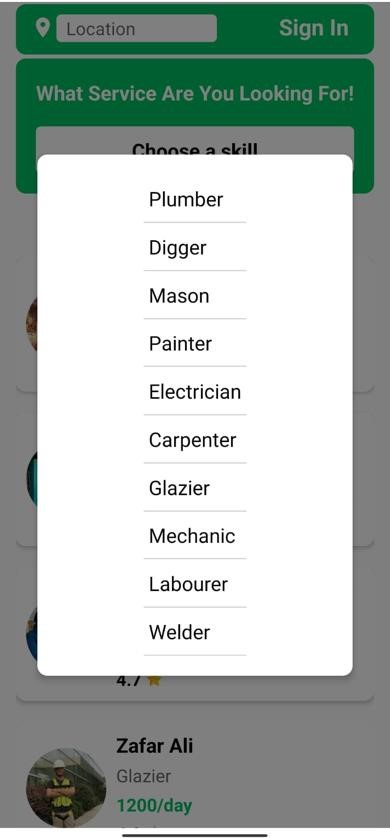 Location
Sign In
What Service Are You Looking For!
Choose a skill
Plumber
Digger
Mason
Painter
Electrician
Carpenter
Glazier
Mechanic
Labourer
Welder
4.7
Zafar Ali
Glazier
1200/day